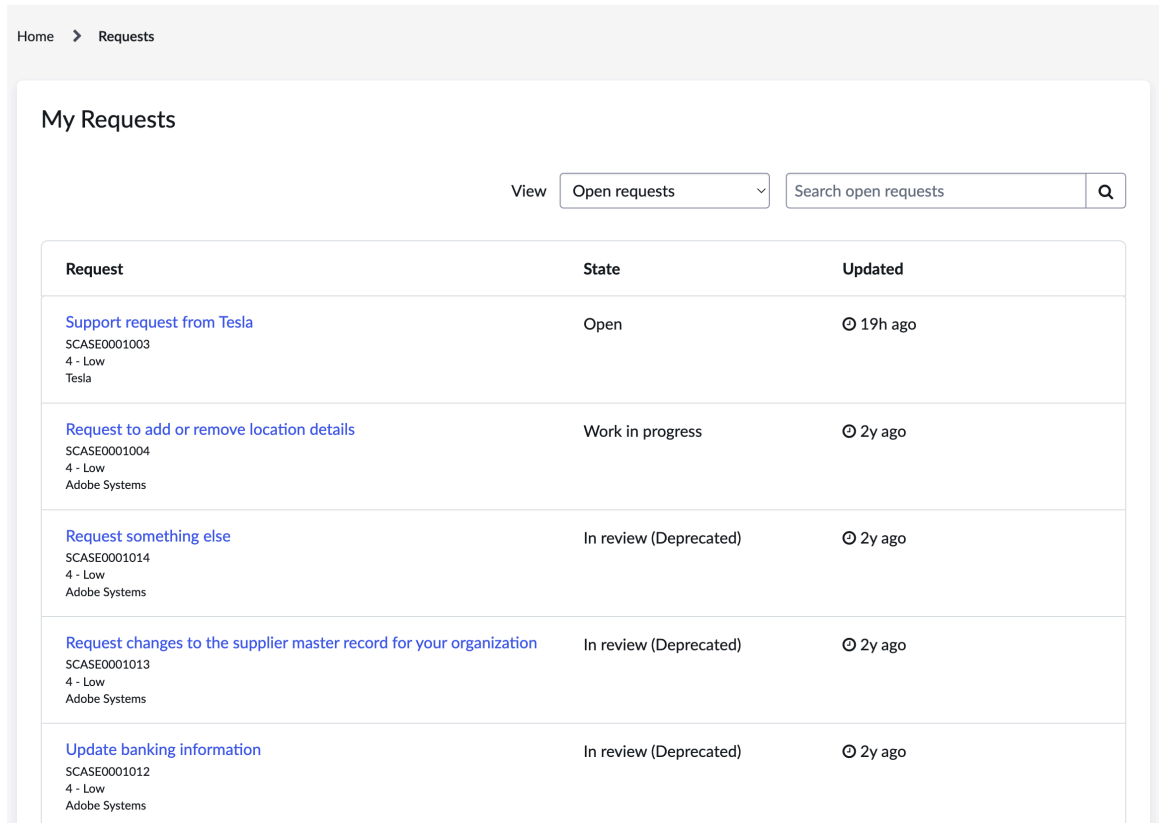 Home > Requests
My Requests
View Open requests Search open requests
Request State Updated
Support request from Tesla Open 19h ago
SCASE0001003
4 - Low
Tesla
Request to add or remove location details Work in progress 2y ago
SCASE0001004
4 - Low
Adobe Systems
Request something else In review (Deprecated) 2y ago
SCASE0001014
4 - Low
Adobe Systems
Request changes to the supplier master record for your organization In review (Deprecated) 2y ago
SCASE0001013
4 - Low
Adobe Systems
Update banking information In review (Deprecated) 2y ago
SCASE0001012
4 - Low
Adobe Systems